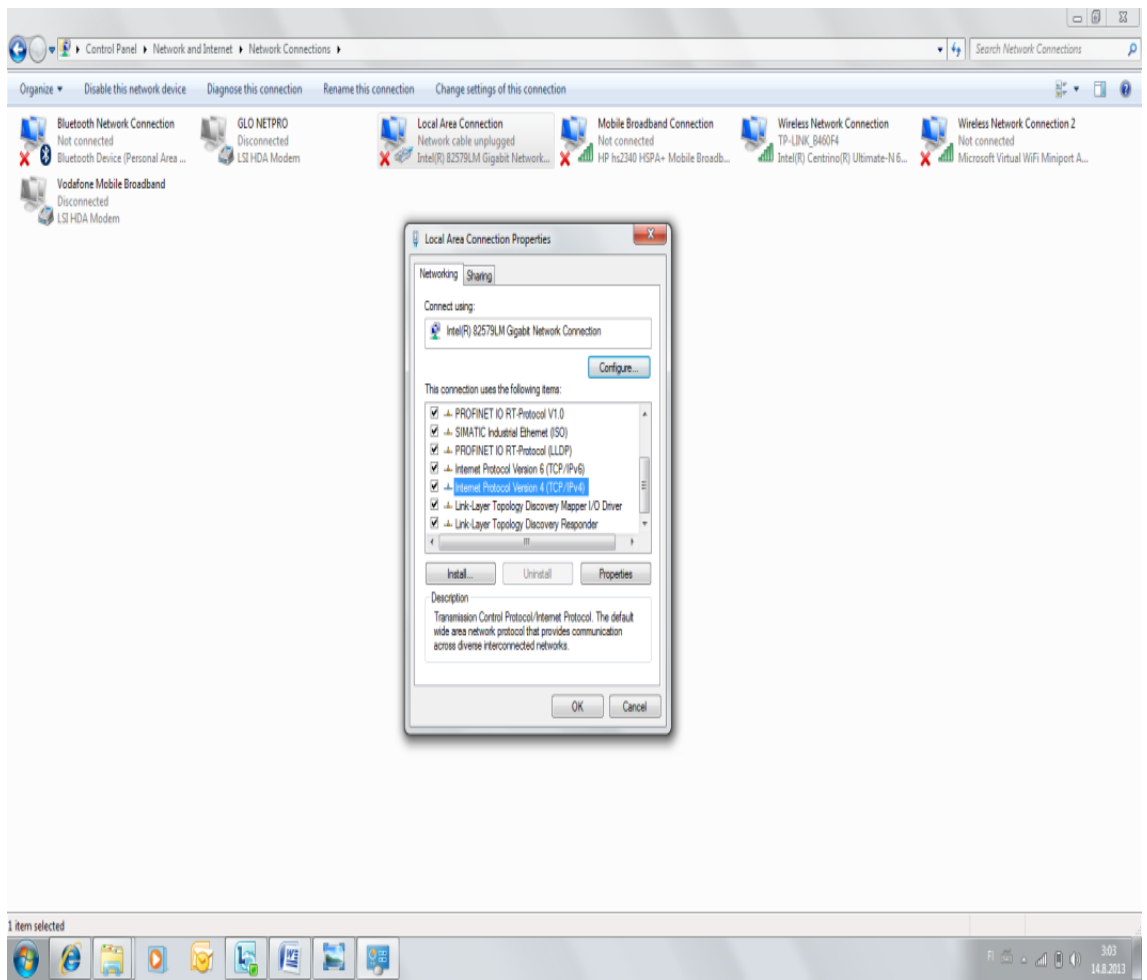 Control Panel ▸ Network and Internet ▸ Network Connections ▸
Search Network Connections
Organize ▾ Disable this network device Diagnose this connection Rename this connection Change settings of this connection
Bluetooth Network Connection
Not connected
Bluetooth Device (Personal Area ...
GLO NETPRO
Disconnected
LSI HDA Modem
Local Area Connection
Network cable unplugged
Intel(R) 82579LM Gigabit Network...
Mobile Broadband Connection
Not connected
HP hs2340 HSPA+ Mobile Broadb...
Wireless Network Connection
TP-LINK_B460F4
Intel(R) Centrino(R) Ultimate-N 6...
Wireless Network Connection 2
Not connected
Microsoft Virtual WiFi Miniport A...
Vodafone Mobile Broadband
Disconnected
LSI HDA Modem
Local Area Connection Properties
Networking Sharing
Connect using:
Intel(R) 82579LM Gigabit Network Connection
Configure...
This connection uses the following items:
PROFINET IO RT-Protocol V1.0
SIMATIC Industrial Ethernet (ISO)
PROFINET IO RT-Protocol (LLDP)
Internet Protocol Version 6 (TCP/IPv6)
Internet Protocol Version 4 (TCP/IPv4)
Link-Layer Topology Discovery Mapper I/O Driver
Link-Layer Topology Discovery Responder
Install... Uninstall Properties
Description
Transmission Control Protocol/Internet Protocol. The default
wide area network protocol that provides communication
across diverse interconnected networks.
OK Cancel
1 item selected
FI
3:03
14.8.2013